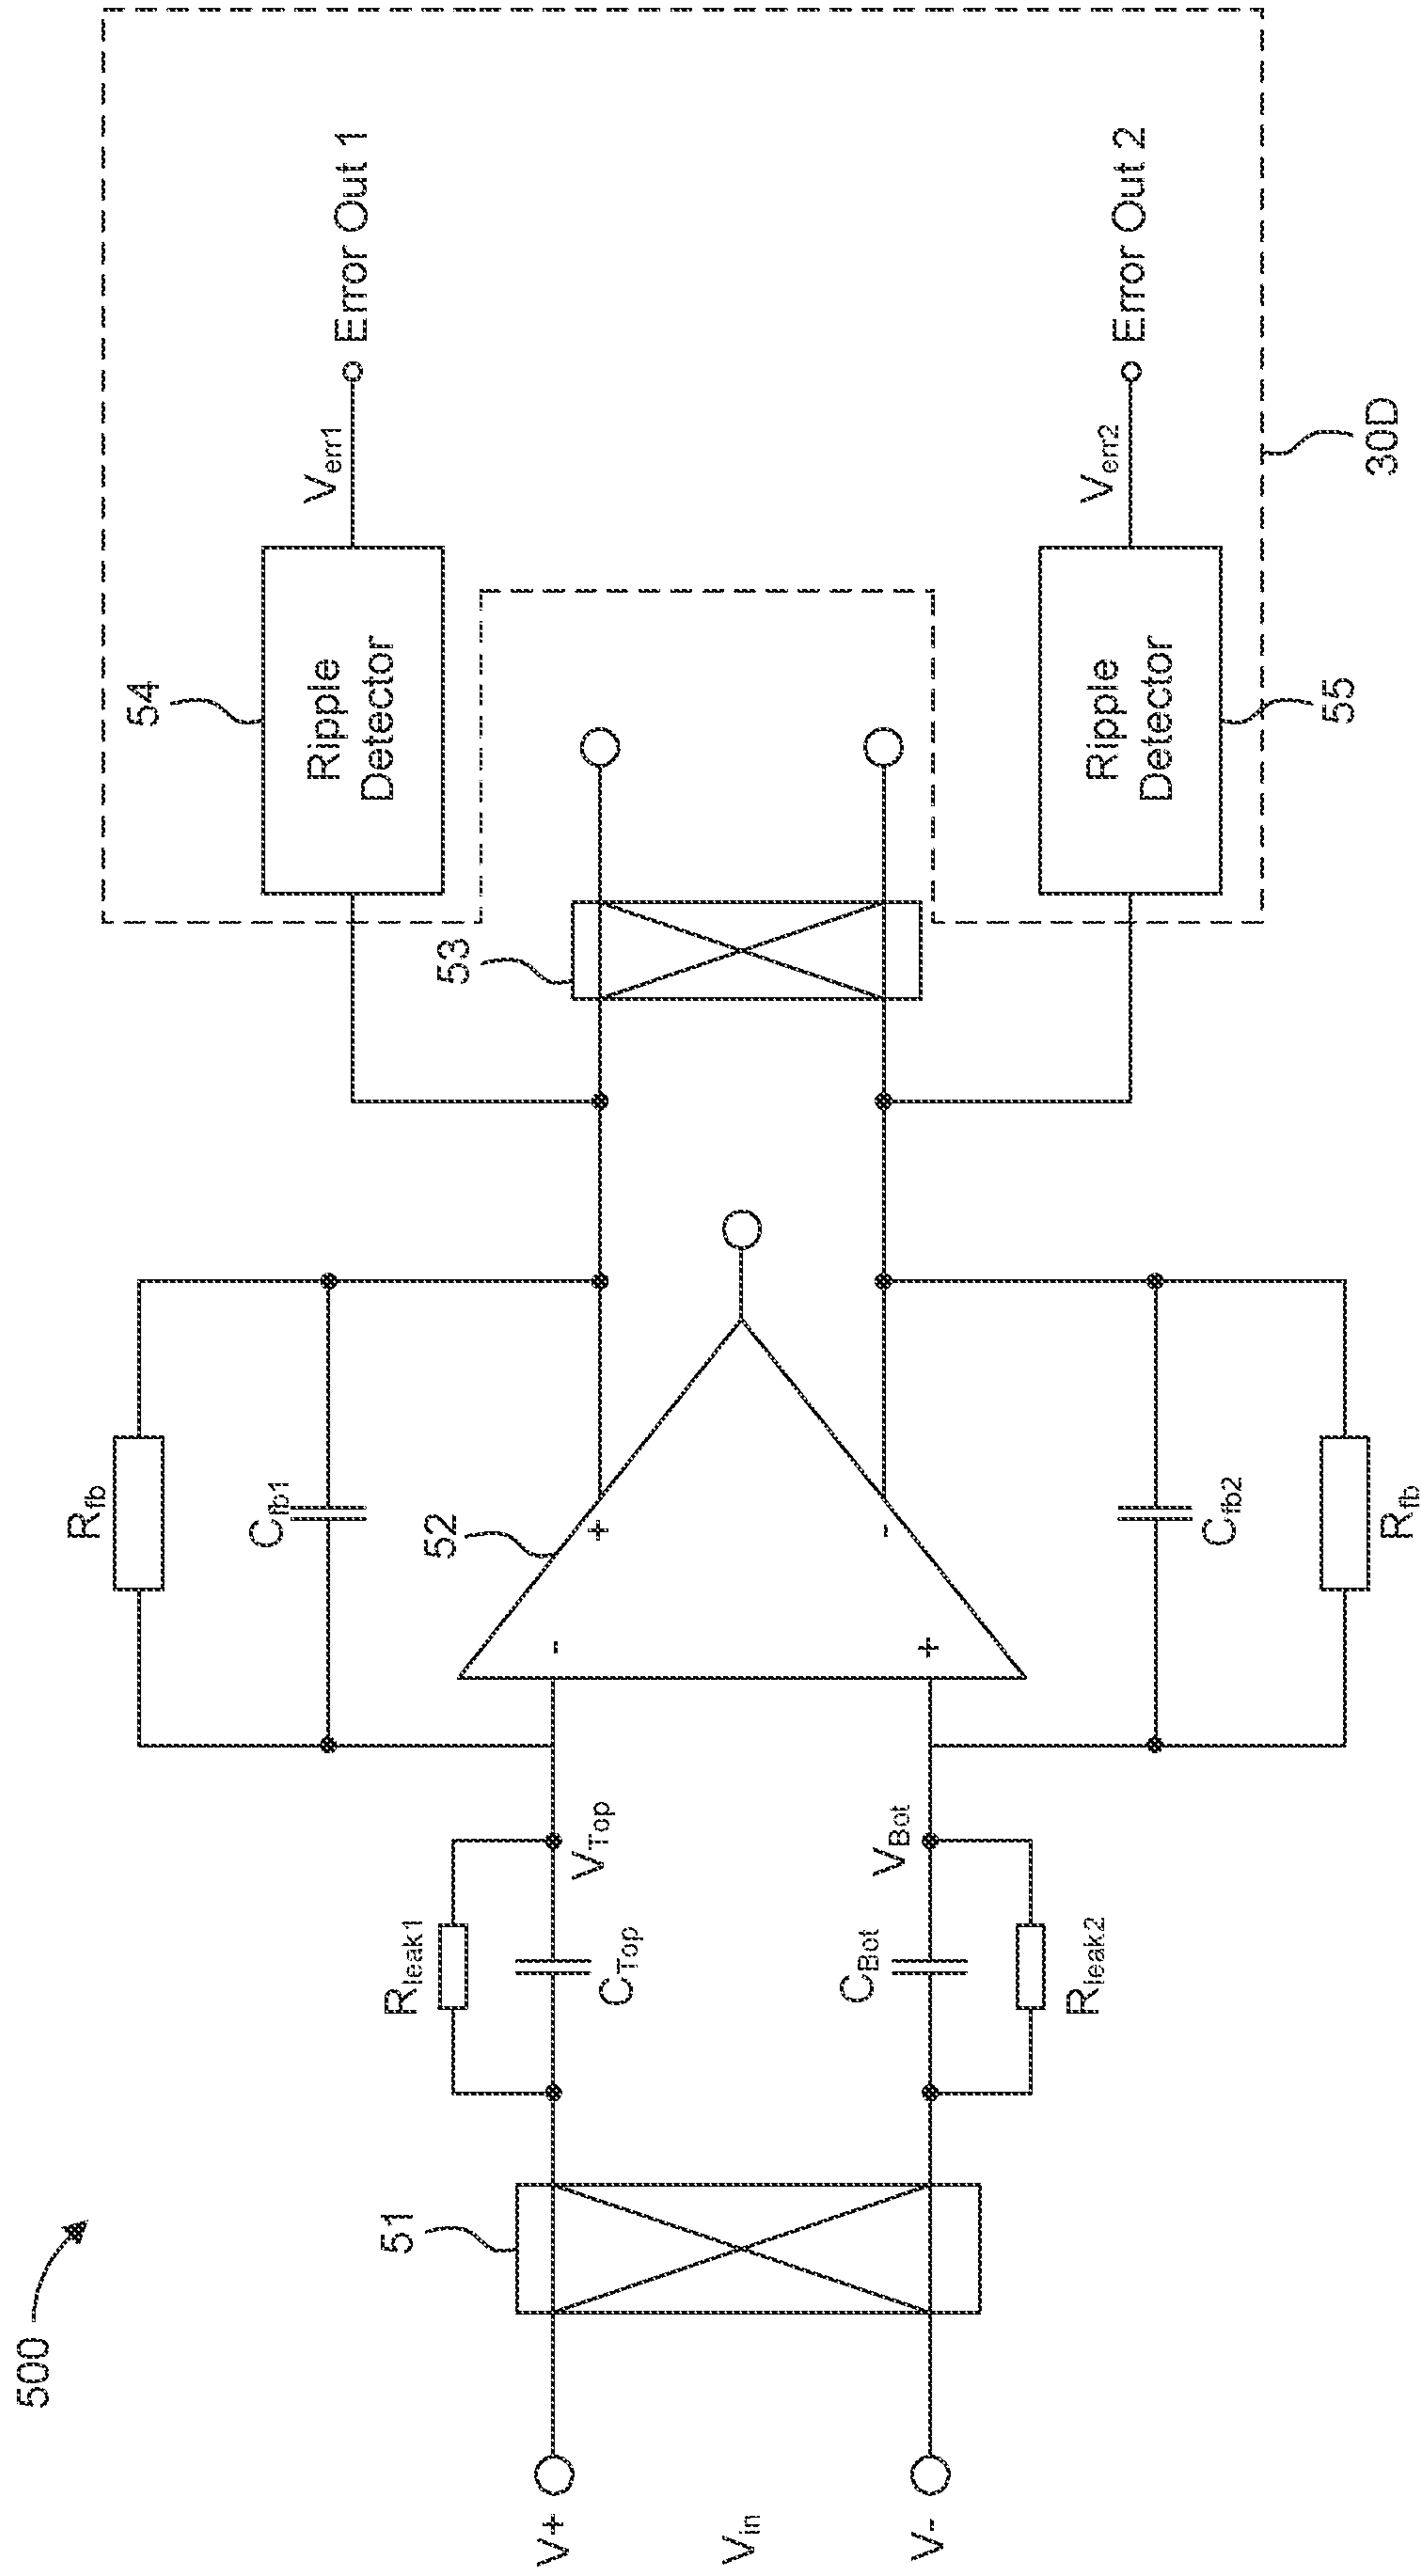 500
V+
Vin
V-
51
Rleak1
CTop
VTop
CBot
VBot
Rleak2
Rfb
Cfb1
52
-
+
+
-
Cfb2
Rfb
53
54
Ripple
Detector
Verr1
Error Out 1
55
Ripple
Detector
Verr2
Error Out 2
30D